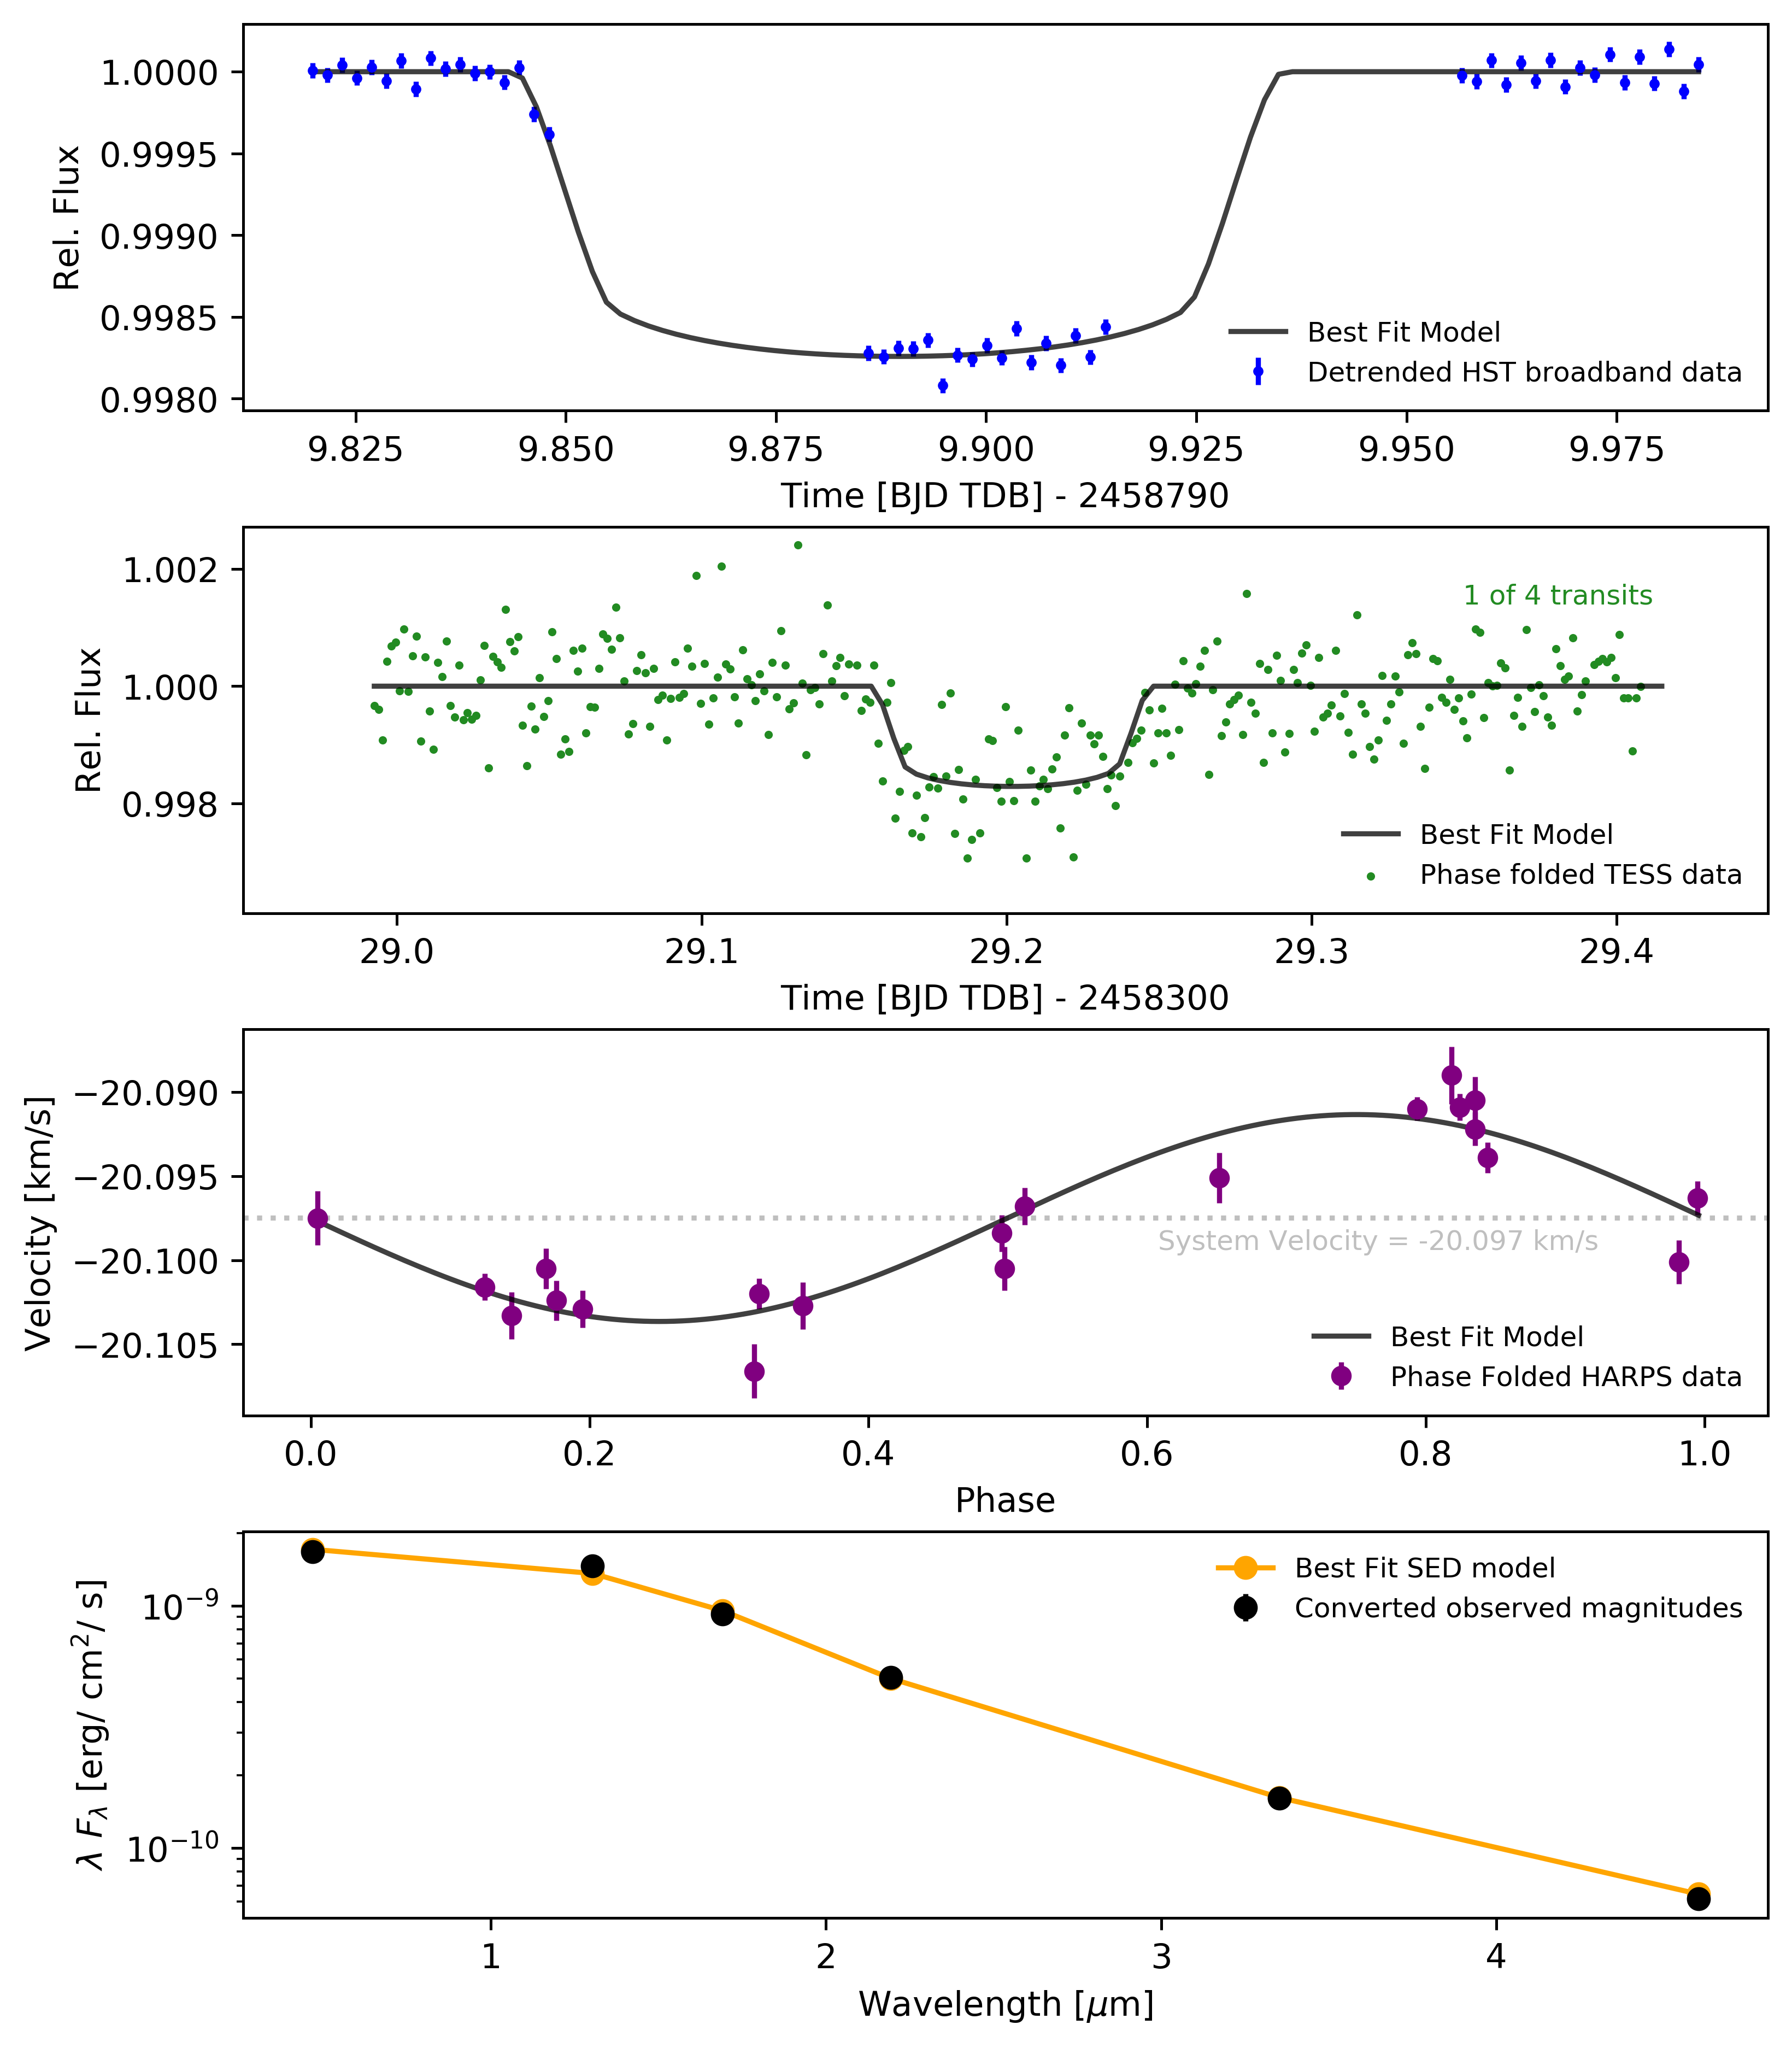 Rel. Flux
1.0000
0.9995
0.9990
0.9985
0.9980
Best Fit Model
Detrended HST broadband data
9.825 9.850 9.875 9.900 9.925 9.950 9.975
Time [BJD TDB] - 2458790
Rel. Flux
1.002
1.000
0.998
1 of 4 transits
Best Fit Model
Phase folded TESS data
29.0 29.1 29.2 29.3 29.4
Time [BJD TDB] - 2458300
Velocity [km/s]
−20.090
−20.095
−20.100
−20.105
System Velocity = -20.097 km/s
Best Fit Model
Phase Folded HARPS data
0.0 0.2 0.4 0.6 0.8 1.0
Phase
λ F_λ [erg/ cm²/ s]
10⁻⁹
10⁻¹⁰
Best Fit SED model
Converted observed magnitudes
1 2 3 4
Wavelength [μm]